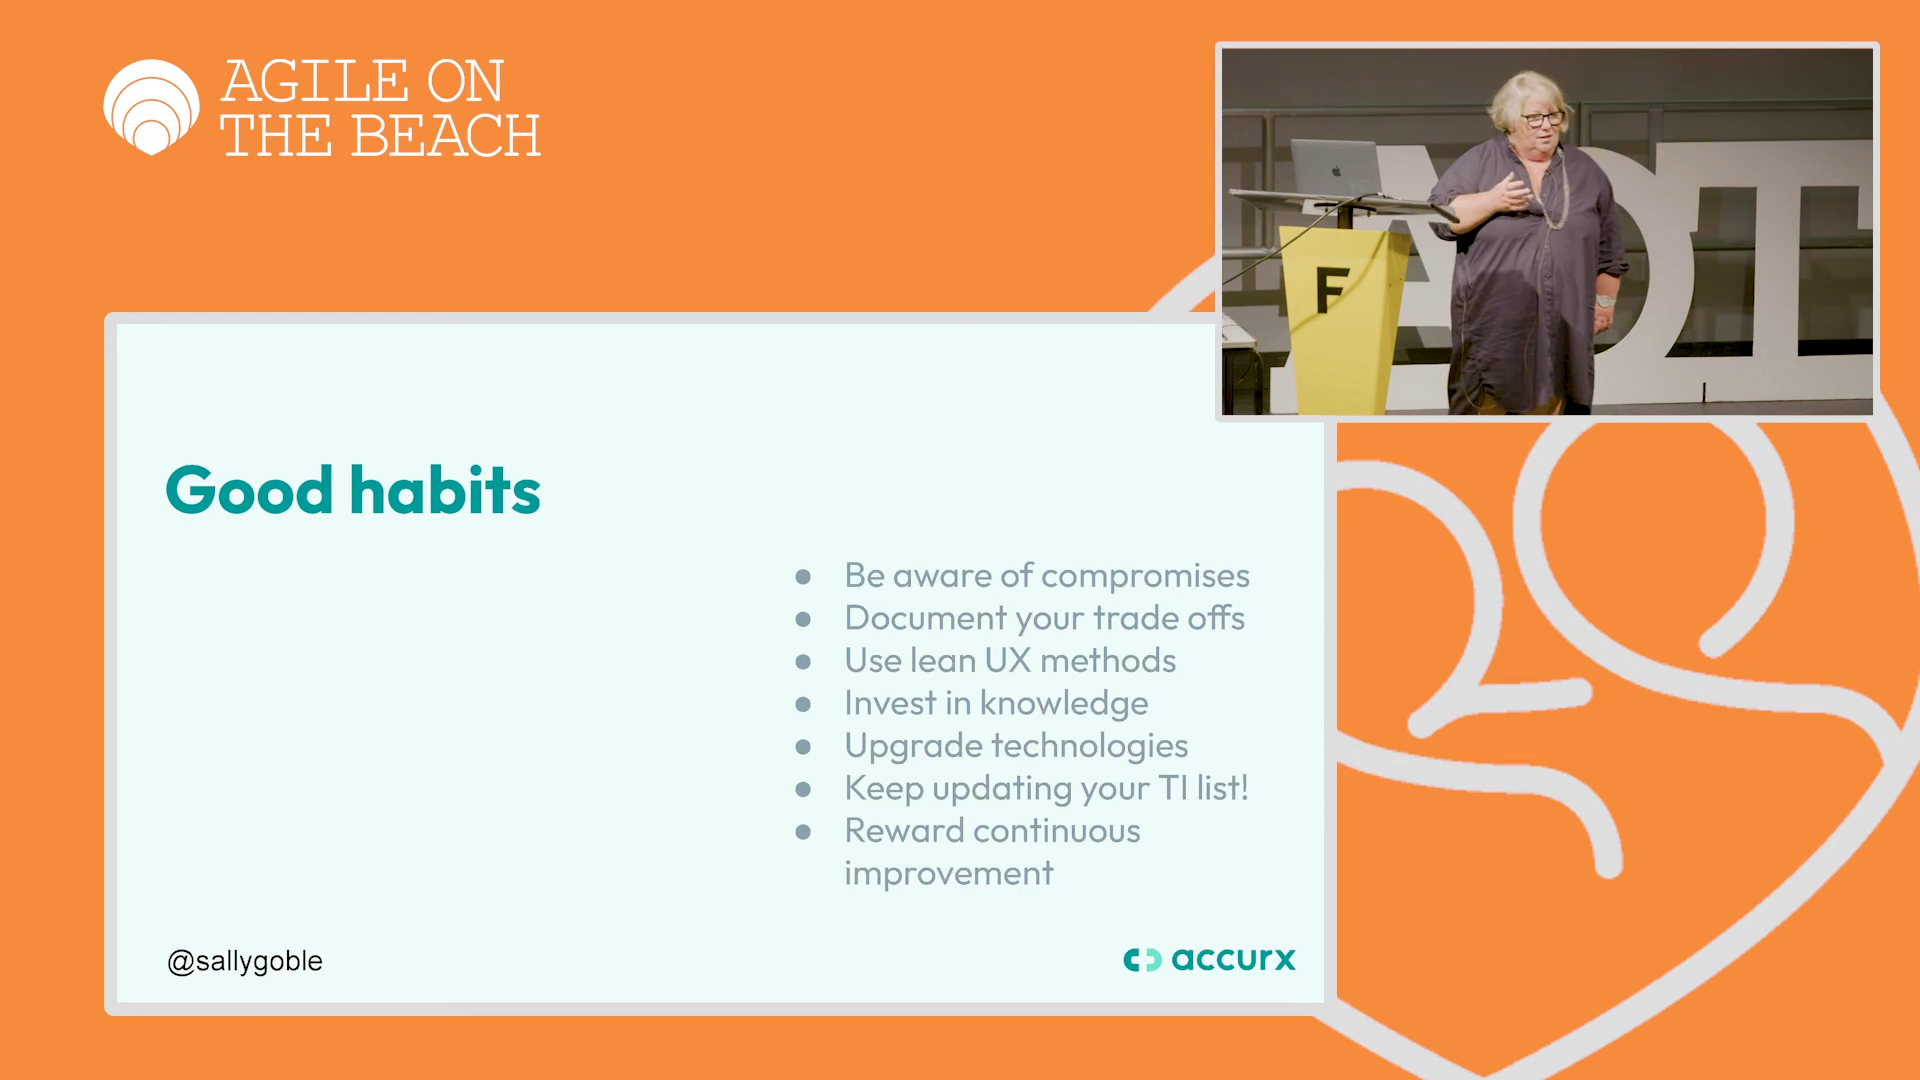 AGILE ON
THE BEACH
F
Good habits
● Be aware of compromises
● Document your trade offs
● Use lean UX methods
● Invest in knowledge
● Upgrade technologies
● Keep updating your TI list!
● Reward continuous
improvement
@sallygoble
accurx